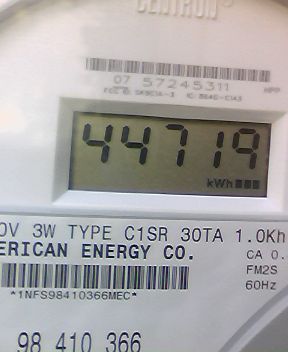 CENTRON
07 57245311
44719
kWh
0V 3W TYPE C1SR 30TA 1.0Kh
ERICAN ENERGY CO.
CA 0.
FM2S
*1NFS98410366MEC*
60Hz
98 410 366